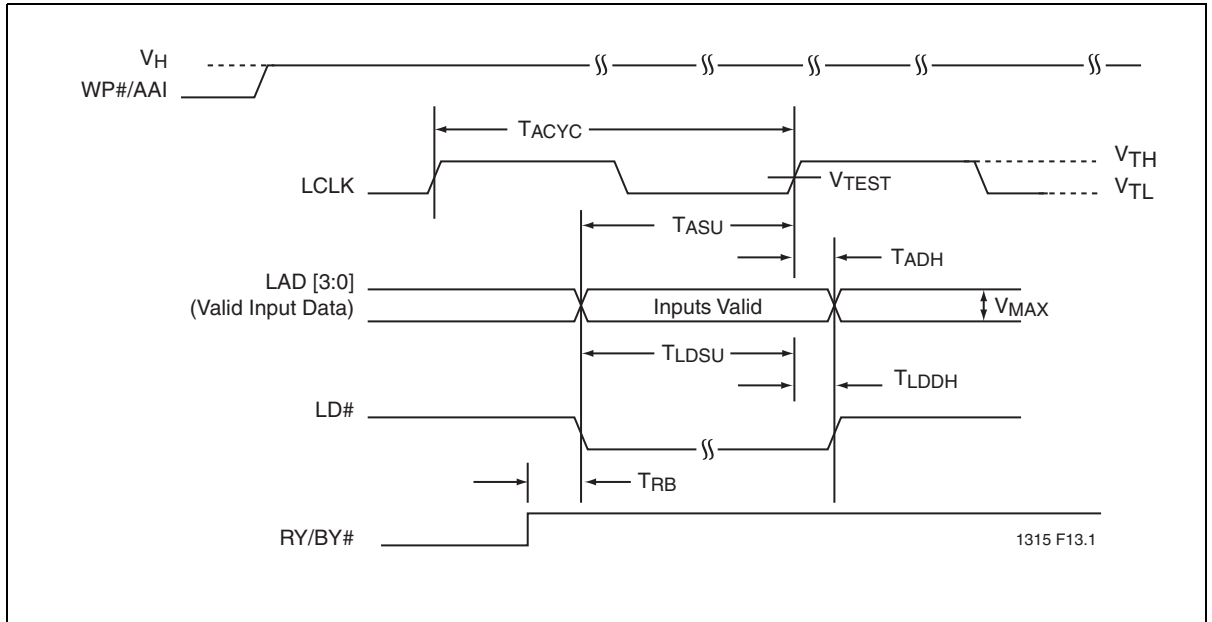 VH
WP#/AAI
TACYC
VTH
LCLK
VTEST
VTL
TASU
TADH
LAD [3:0]
(Valid Input Data)
Inputs Valid
VMAX
TLDSU
TLDDH
LD#
TRB
RY/BY#
1315 F13.1